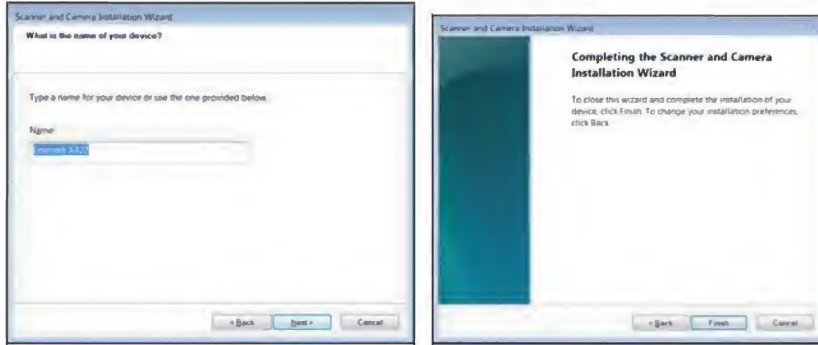 Scanner and Camera Installation Wizard
What is the name of your device?
Type a name for your device or use the one provided below.
Name
Lexmark
< Back
Next >
Cancel
Scanner and Camera Installation Wizard
Completing the Scanner and Camera
Installation Wizard
To close this wizard and complete the installation of your
device, click Finish. To change your installation preferences,
click Back.
< Back
Finish
Cancel